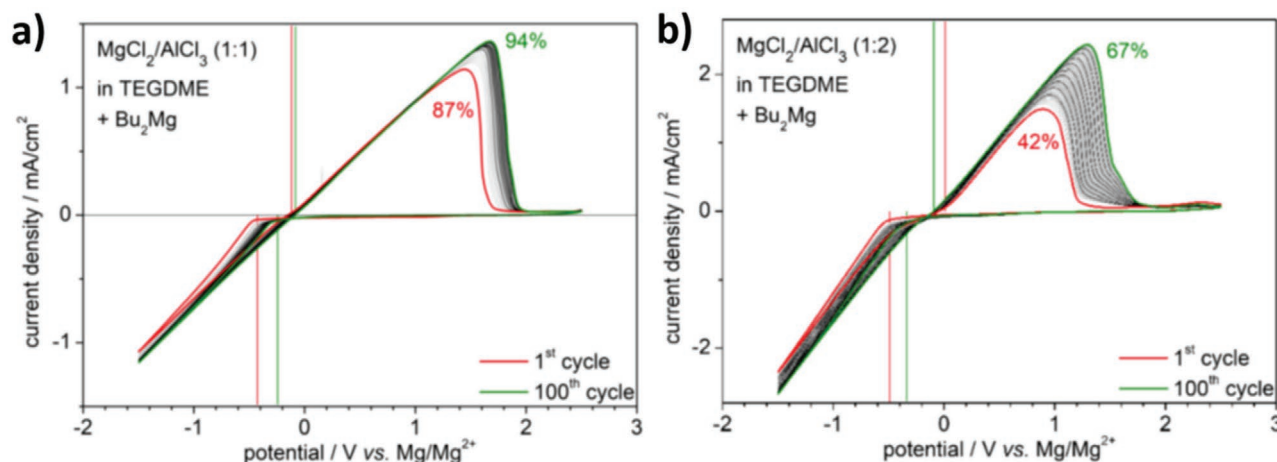 a)
MgCl₂/AlCl₃ (1:1)
in TEGDME
+ Bu₂Mg
94%
87%
1
0
-1
current density / mA/cm²
1ˢᵗ cycle
100ᵗʰ cycle
-2 -1 0 1 2 3
potential / V vs. Mg/Mg²⁺
b)
MgCl₂/AlCl₃ (1:2)
in TEGDME
+ Bu₂Mg
67%
42%
2
0
-2
current density / mA/cm²
1ˢᵗ cycle
100ᵗʰ cycle
-2 -1 0 1 2 3
potential / V vs. Mg/Mg²⁺